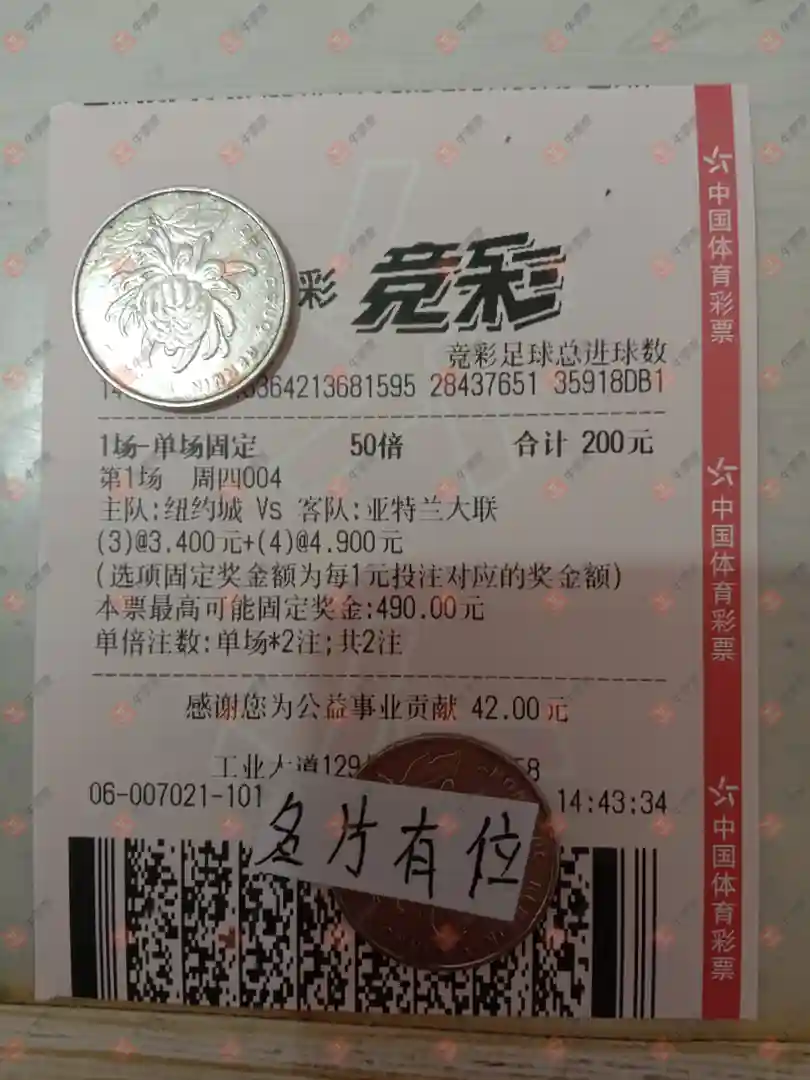 彩 竞彩
竞彩足球总进球数
364213681595 28437651 35918DB1
1场-单场固定 50倍 合计 200元
第1场 周四004
主队:纽约城 Vs 客队:亚特兰大联
(3)@3.400元+(4)@4.900元
(选项固定奖金额为每1元投注对应的奖金额)
本票最高可能固定奖金:490.00元
单倍注数:单场*2注;共2注
感谢您为公益事业贡献 42.00元
工业大道129
06-007021-101 14:43:34
名片有位
中国体育彩票
中国体育彩票
中国体育彩票